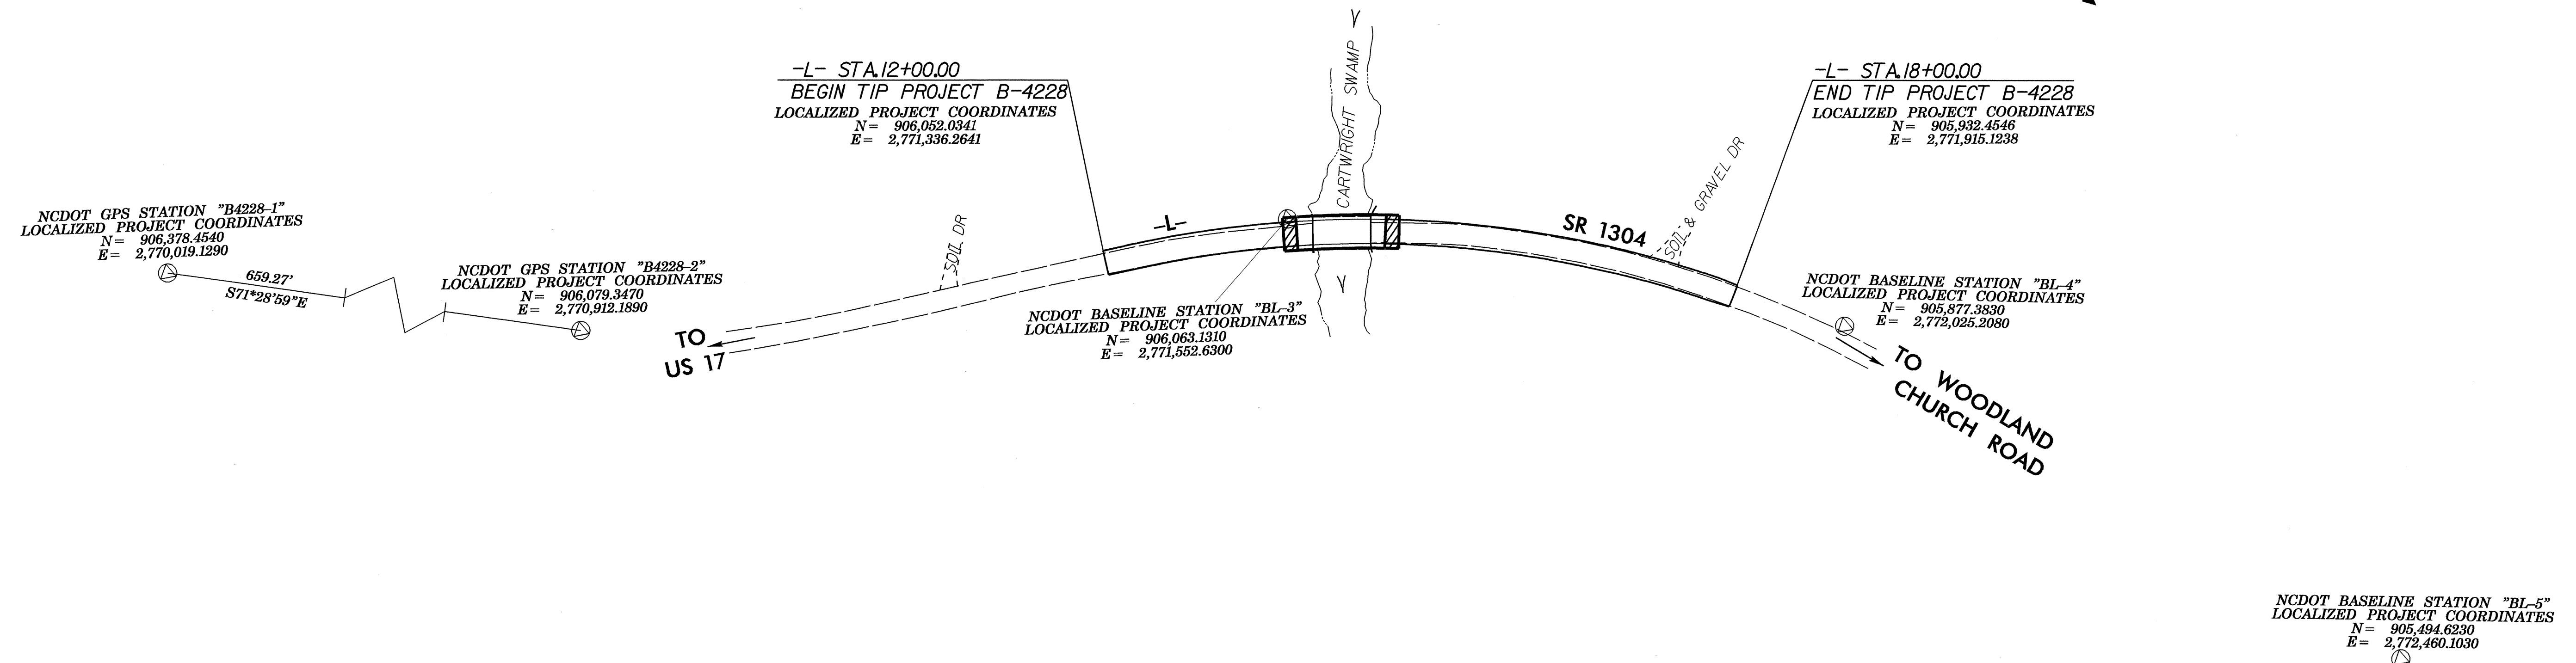 -L- STA.12+00.00
BEGIN TIP PROJECT B-4228
LOCALIZED PROJECT COORDINATES
N= 906,052.0341
E= 2,771,336.2641
CARTWRIGHT SWAMP
-L- STA.18+00.00
END TIP PROJECT B-4228
LOCALIZED PROJECT COORDINATES
N= 905,932.4546
E= 2,771,915.1238
NCDOT GPS STATION "B4228-1"
LOCALIZED PROJECT COORDINATES
N= 906,378.4540
E= 2,770,019.1290
659.27'
S71°28'59"E
NCDOT GPS STATION "B4228-2"
LOCALIZED PROJECT COORDINATES
N= 906,079.3470
E= 2,770,912.1890
SOIL DR
-L-
SR 1304
SOIL & GRAVEL DR
TO
US 17
NCDOT BASELINE STATION "BL-3"
LOCALIZED PROJECT COORDINATES
N= 906,063.1310
E= 2,771,552.6300
NCDOT BASELINE STATION "BL-4"
LOCALIZED PROJECT COORDINATES
N= 905,877.3830
E= 2,772,025.2080
TO WOODLAND
CHURCH ROAD
NCDOT BASELINE STATION "BL-5"
LOCALIZED PROJECT COORDINATES
N= 905,494.6230
E= 2,772,460.1030